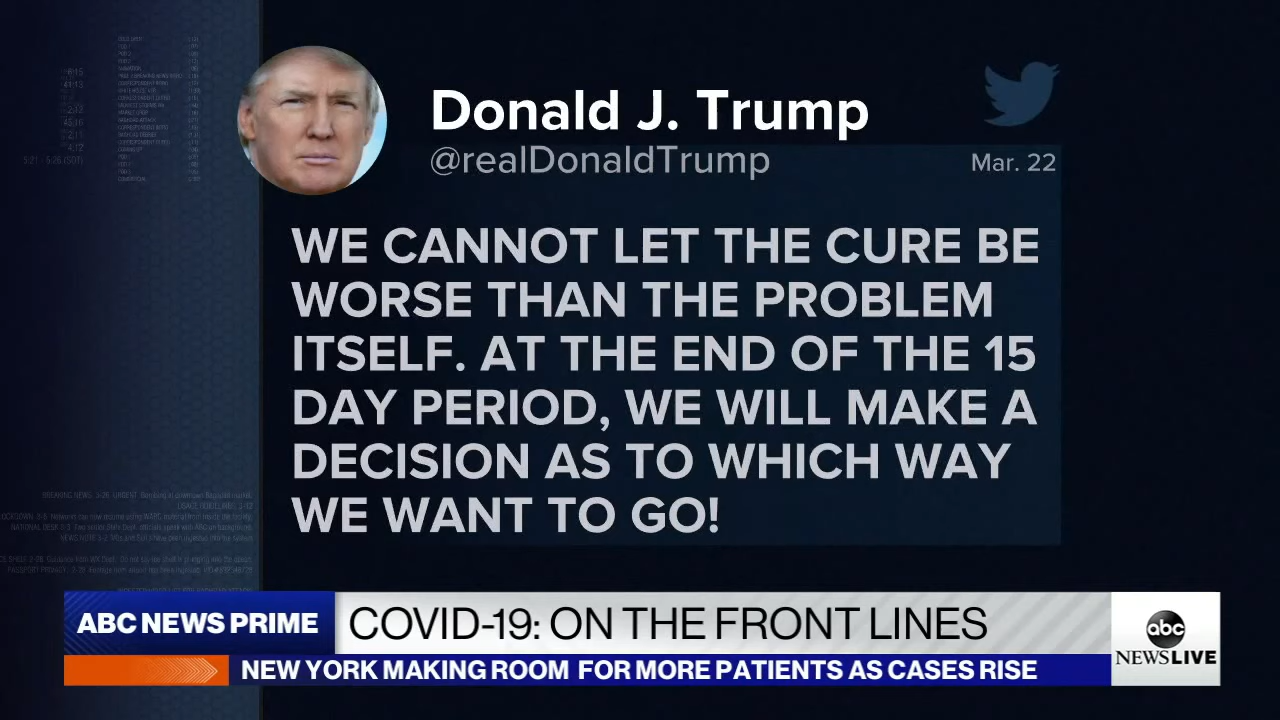 Donald J. Trump
@realDonaldTrump
Mar. 22
WE CANNOT LET THE CURE BE
WORSE THAN THE PROBLEM
ITSELF. AT THE END OF THE 15
DAY PERIOD, WE WILL MAKE A
DECISION AS TO WHICH WAY
WE WANT TO GO!
ABC NEWS PRIME
COVID-19: ON THE FRONT LINES
NEW YORK MAKING ROOM FOR MORE PATIENTS AS CASES RISE
abc
NEWS LIVE